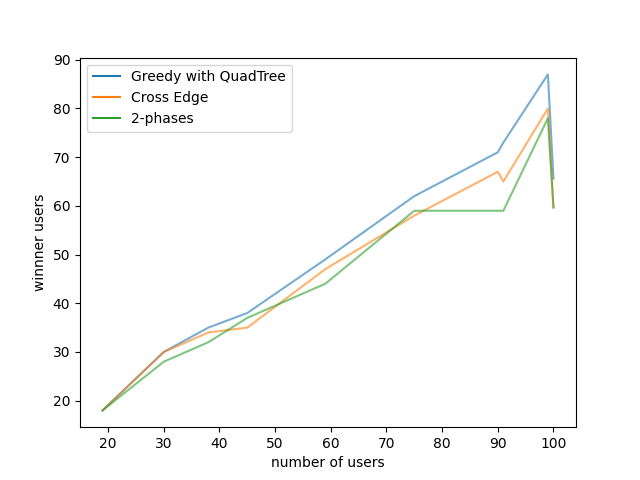 90
80
70
60
50
40
30
20
winnner users
Greedy with QuadTree
Cross Edge
2-phases
20 30 40 50 60 70 80 90 100
number of users